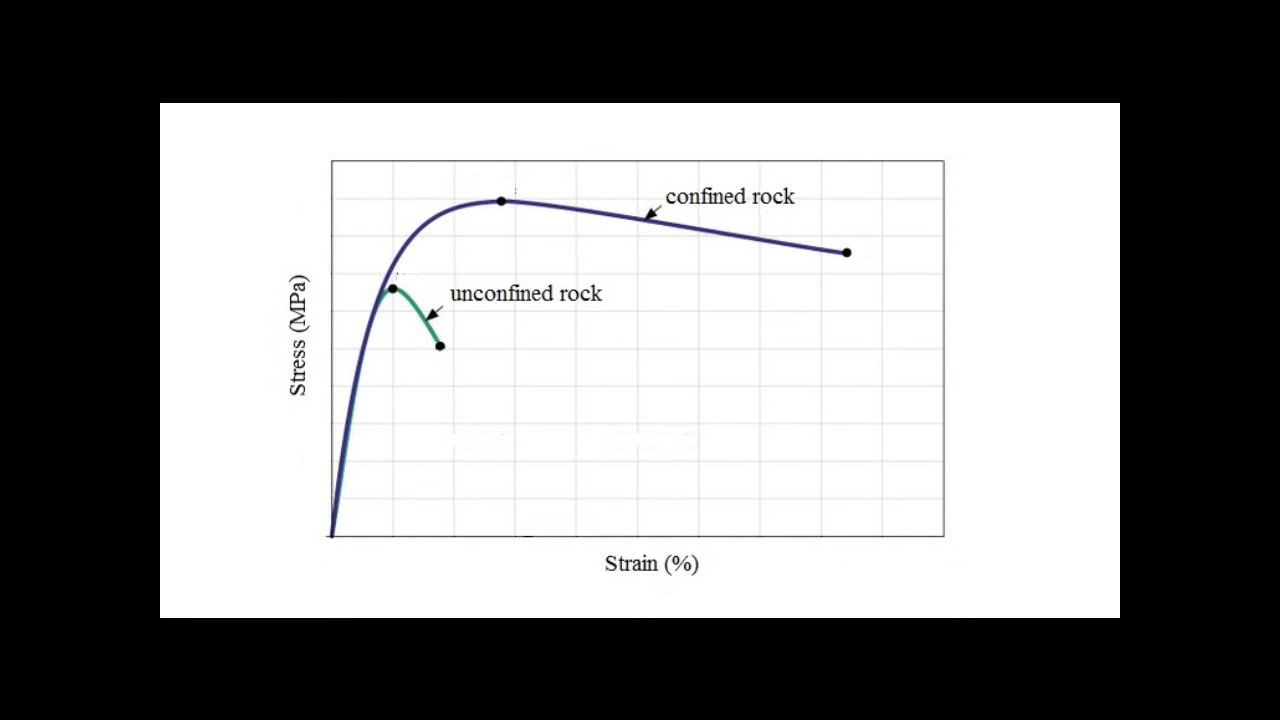 confined rock
unconfined rock
Stress (MPa)
Strain (%)